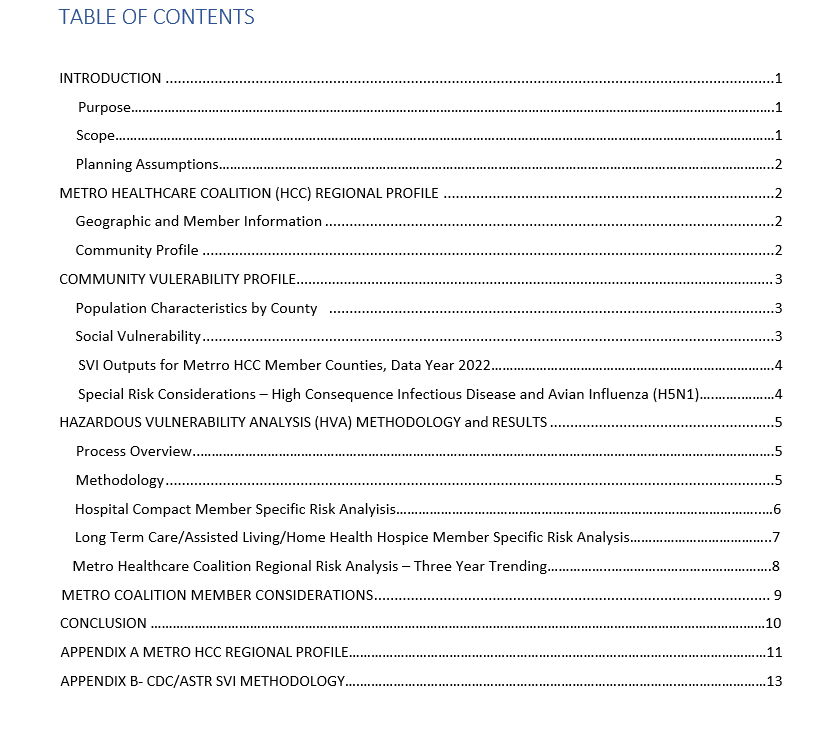 TABLE OF CONTENTS
INTRODUCTION ........................................................................................................1
Purpose........................................................................................................1
Scope........................................................................................................1
Planning Assumptions........................................................................................................2
METRO HEALTHCARE COALITION (HCC) REGIONAL PROFILE ........................................................................2
Geographic and Member Information ........................................................................................2
Community Profile ........................................................................................................2
COMMUNITY VULERABILITY PROFILE........................................................................................3
Population Characteristics by County ........................................................................................3
Social Vulnerability........................................................................................................3
SVI Outputs for Metrro HCC Member Counties, Data Year 2022................................................................4
Special Risk Considerations – High Consequence Infectious Disease and Avian Influenza (H5N1)..................4
HAZARDOUS VULNERABILITY ANALYSIS (HVA) METHODOLOGY and RESULTS ........................................................5
Process Overview........................................................................................................5
Methodology........................................................................................................5
Hospital Compact Member Specific Risk Analyisis................................................................................6
Long Term Care/Assisted Living/Home Health Hospice Member Specific Risk Analysis..................................7
Metro Healthcare Coalition Regional Risk Analysis – Three Year Trending................................................8
METRO COALITION MEMBER CONSIDERATIONS................................................................................ 9
CONCLUSION ........................................................................................................10
APPENDIX A METRO HCC REGIONAL PROFILE................................................................................11
APPENDIX B- CDC/ASTR SVI METHODOLOGY................................................................................13